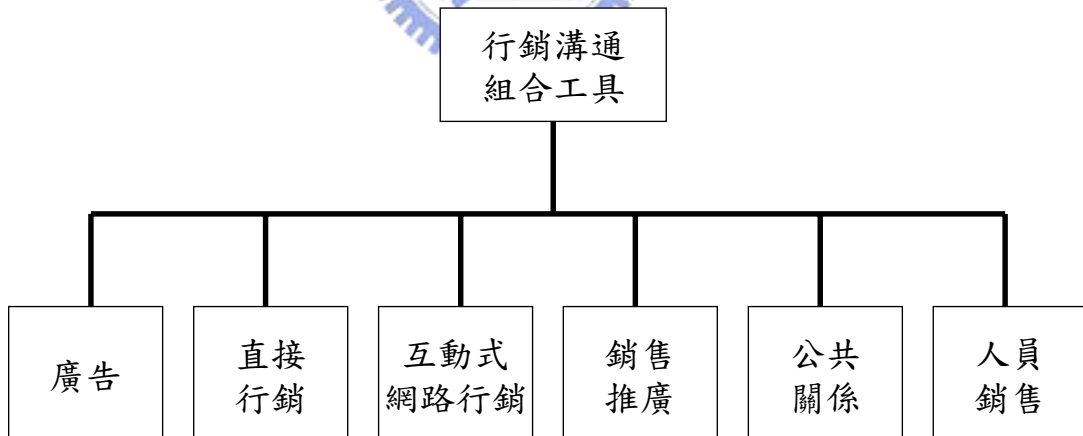 行銷溝通
組合工具
廣告
直接
行銷
互動式
網路行銷
銷售
推廣
公共
關係
人員
銷售